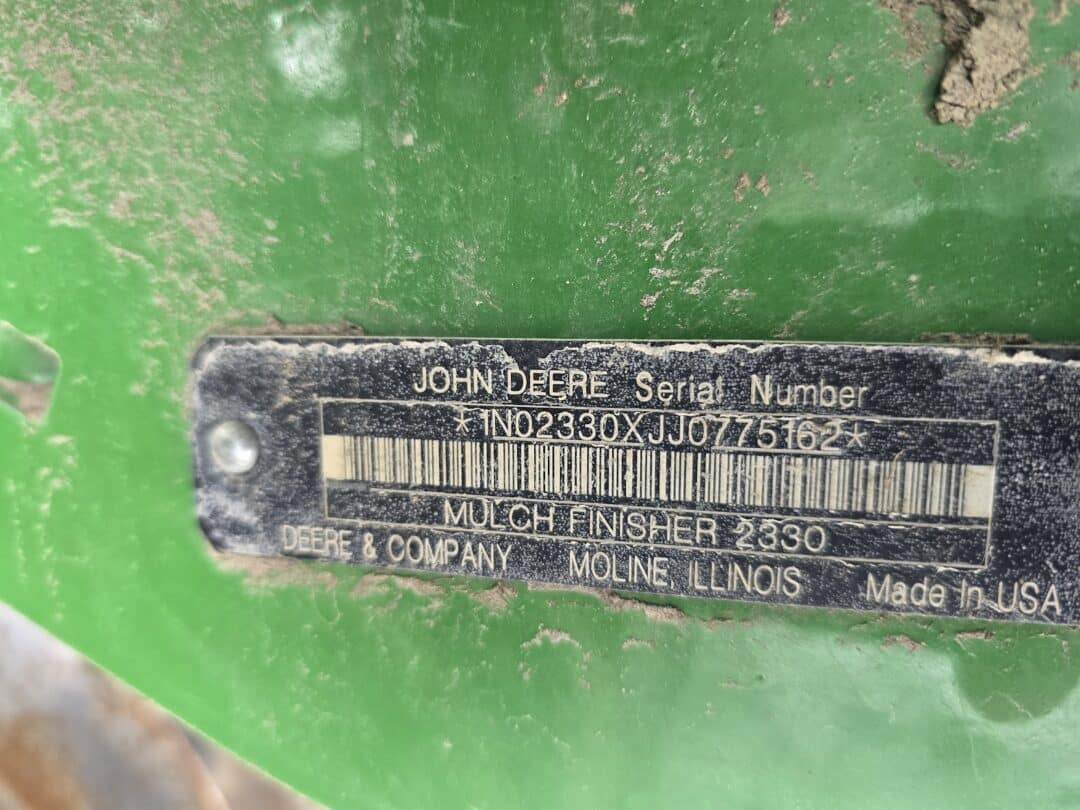 JOHN DEERE Serial Number
*1N02330XJJ0775162*
MULCH FINISHER 2330
DEERE & COMPANY MOLINE, ILLINOIS Made In USA